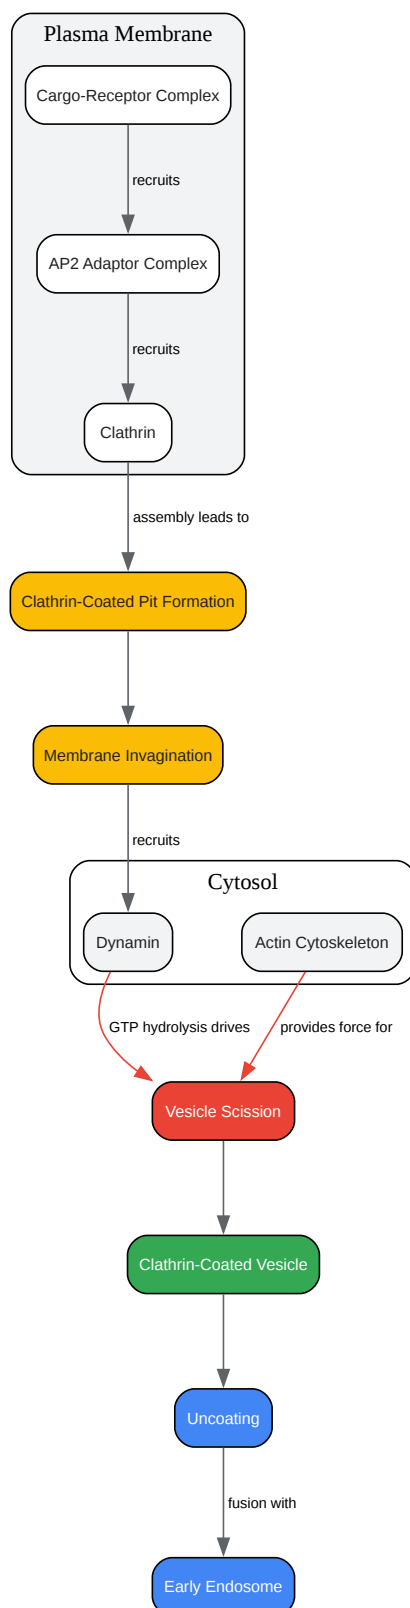 Plasma Membrane
Cargo-Receptor Complex
recruits
AP2 Adaptor Complex
recruits
Clathrin
assembly leads to
Clathrin-Coated Pit Formation
Membrane Invagination
recruits
Cytosol
Dynamin
Actin Cytoskeleton
GTP hydrolysis drives
provides force for
Vesicle Scission
Clathrin-Coated Vesicle
Uncoating
fusion with
Early Endosome